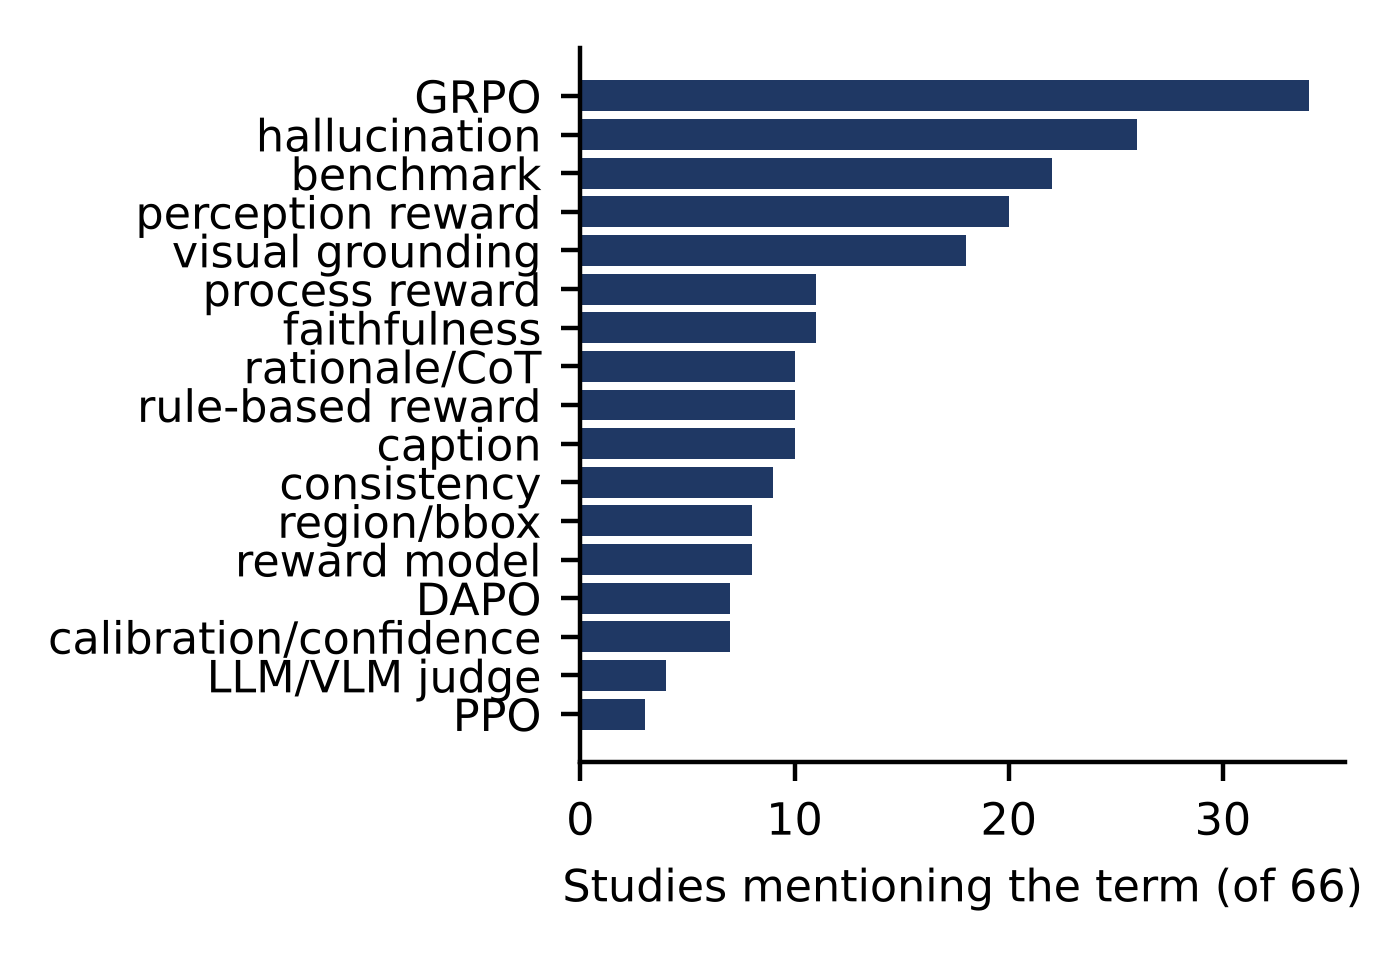 GRPO
hallucination
benchmark
perception reward
visual grounding
process reward
faithfulness
rationale/CoT
rule-based reward
caption
consistency
region/bbox
reward model
DAPO
calibration/confidence
LLM/VLM judge
PPO
0 10 20 30
Studies mentioning the term (of 66)